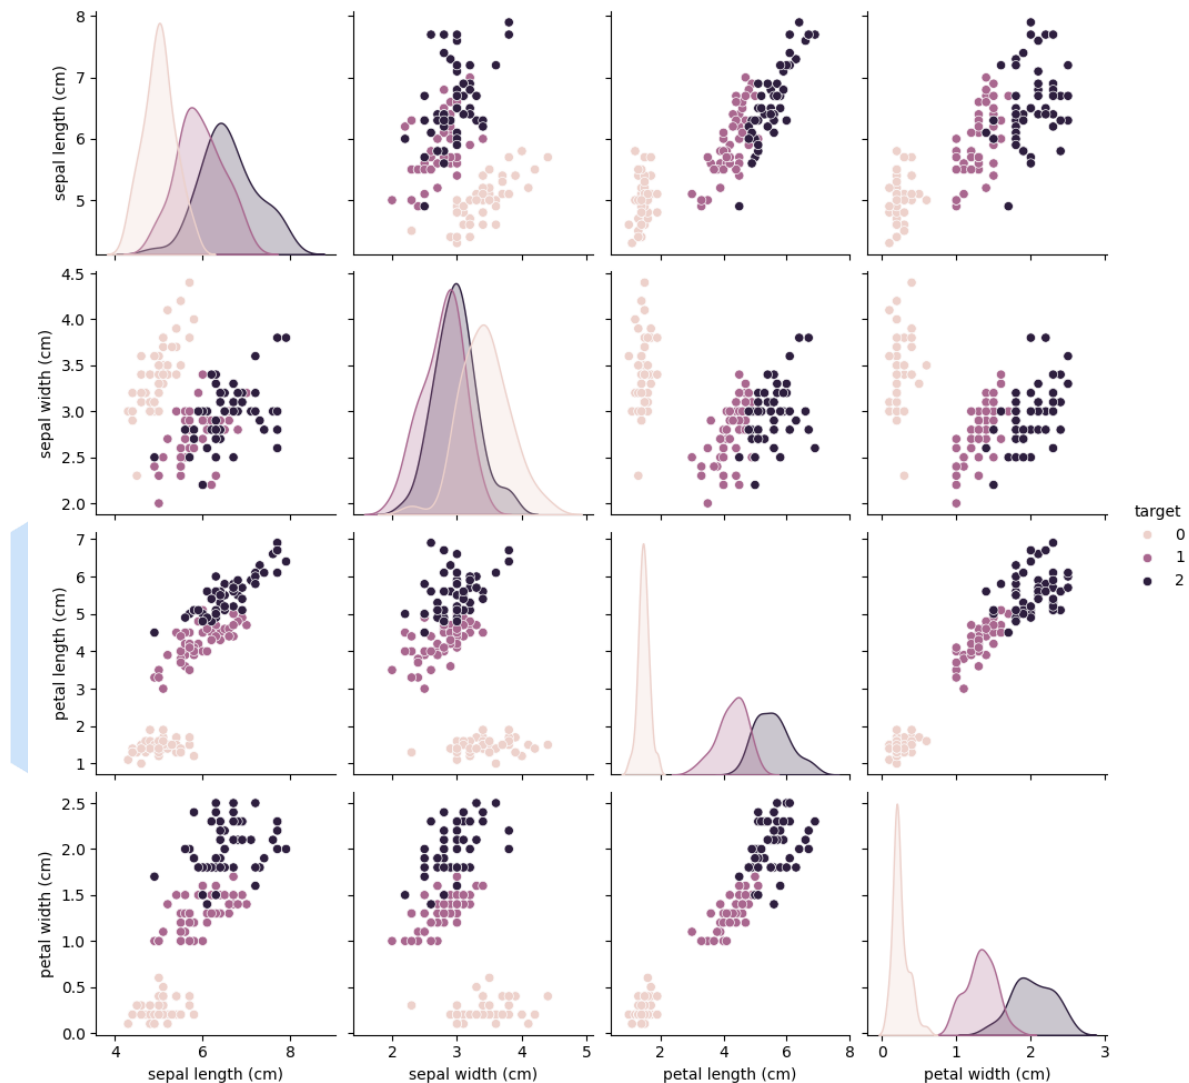 8
7
6
5
sepal length (cm)
4.5
4.0
3.5
3.0
2.5
2.0
sepal width (cm)
target
0
1
2
7
6
5
4
3
2
1
petal length (cm)
2.5
2.0
1.5
1.0
0.5
0.0
petal width (cm)
4 6 8
2 3 4 5
2 4 6 8
0 1 2 3
sepal length (cm)
sepal width (cm)
petal length (cm)
petal width (cm)